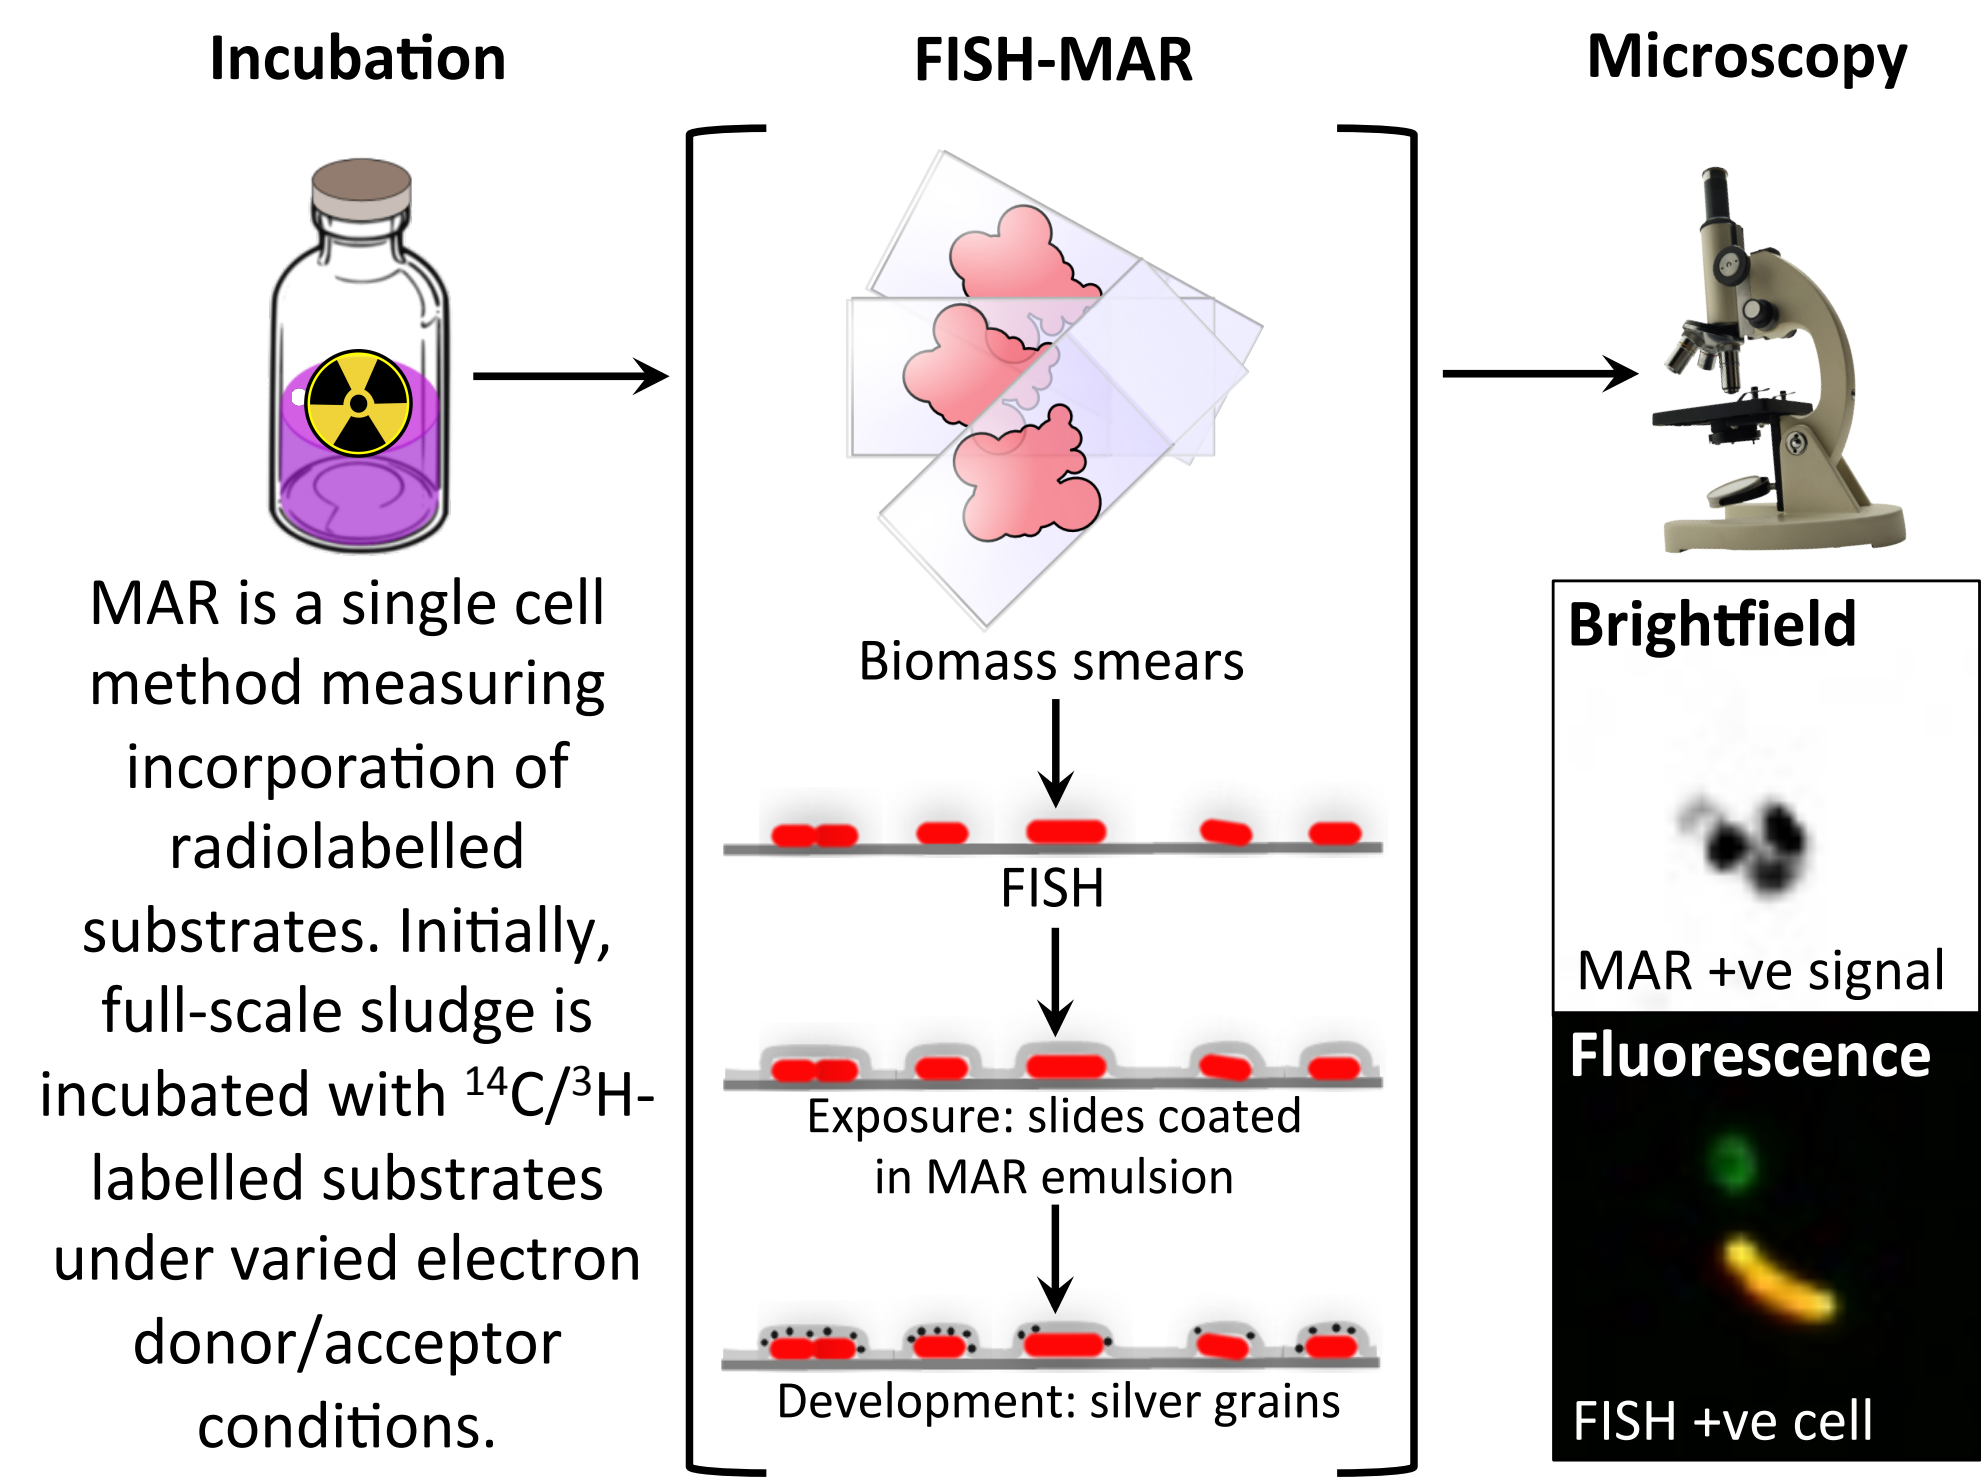 Incubation
MAR is a single cell
method measuring
incorporation of
radiolabelled
substrates. Initially,
full-scale sludge is
incubated with ¹⁴C/³H-
labelled substrates
under varied electron
donor/acceptor
conditions.
FISH-MAR
Biomass smears
FISH
Exposure: slides coated
in MAR emulsion
Development: silver grains
Microscopy
Brightfield
MAR +ve signal
Fluorescence
FISH +ve cell